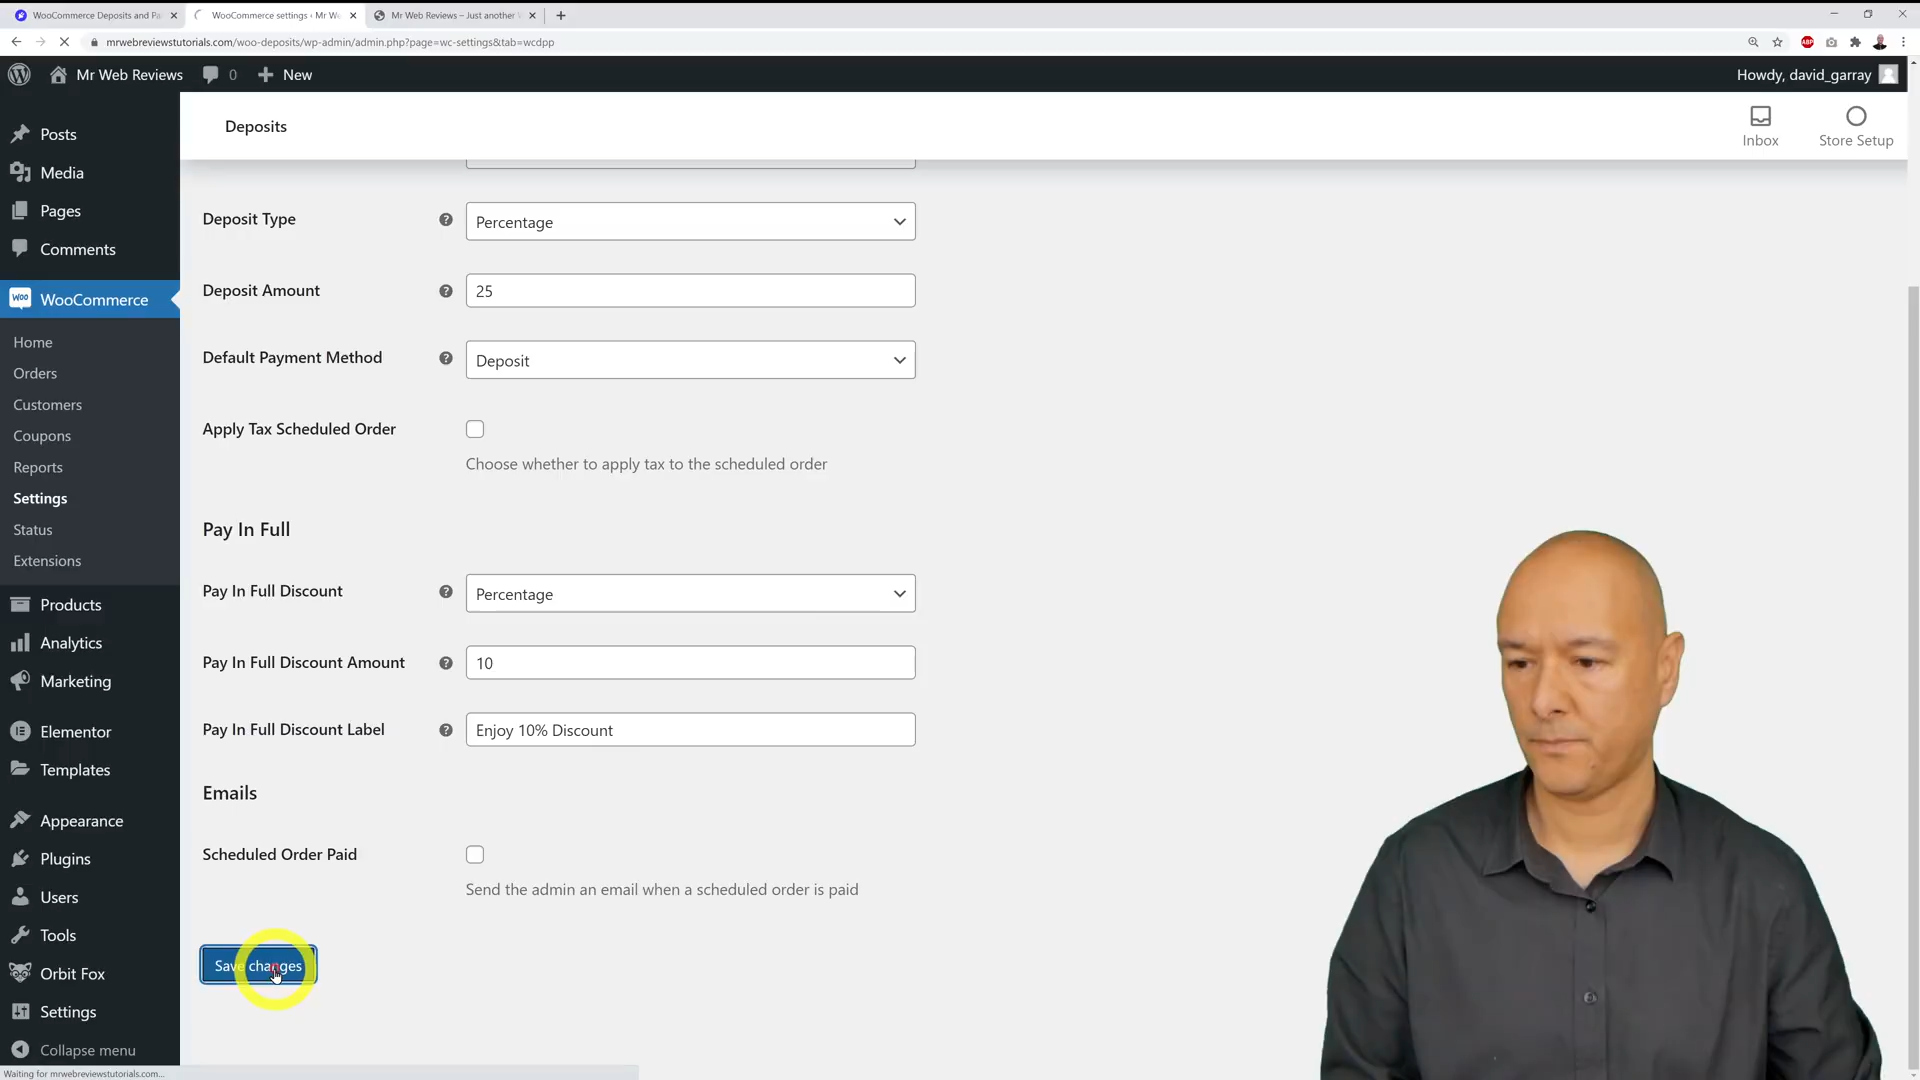 WooCommerce Deposits and Pa
WooCommerce settings ‹ Mr We
Mr Web Reviews – Just another W
mrwebreviewstutorials.com/woo-deposits/wp-admin/admin.php?page=wc-settings&tab=wcdpp
ABP
Mr Web Reviews
0
New
Howdy, david_garray
Posts
Media
Pages
Comments
Woo
WooCommerce
Home
Orders
Customers
Coupons
Reports
Settings
Status
Extensions
Products
Analytics
Marketing
Elementor
Templates
Appearance
Plugins
Users
Tools
Orbit Fox
Settings
Collapse menu
Deposits
Inbox
Store Setup
Deposit Type
Percentage
Deposit Amount
25
Default Payment Method
Deposit
Apply Tax Scheduled Order
Choose whether to apply tax to the scheduled order
Pay In Full
Pay In Full Discount
Percentage
Pay In Full Discount Amount
10
Pay In Full Discount Label
Enjoy 10% Discount
Emails
Scheduled Order Paid
Send the admin an email when a scheduled order is paid
Save changes
Waiting for mrwebreviewstutorials.com...